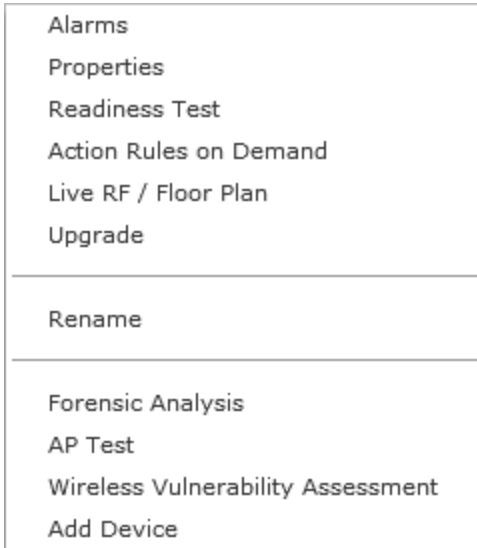 Alarms
Properties
Readiness Test
Action Rules on Demand
Live RF / Floor Plan
Upgrade
Rename
Forensic Analysis
AP Test
Wireless Vulnerability Assessment
Add Device